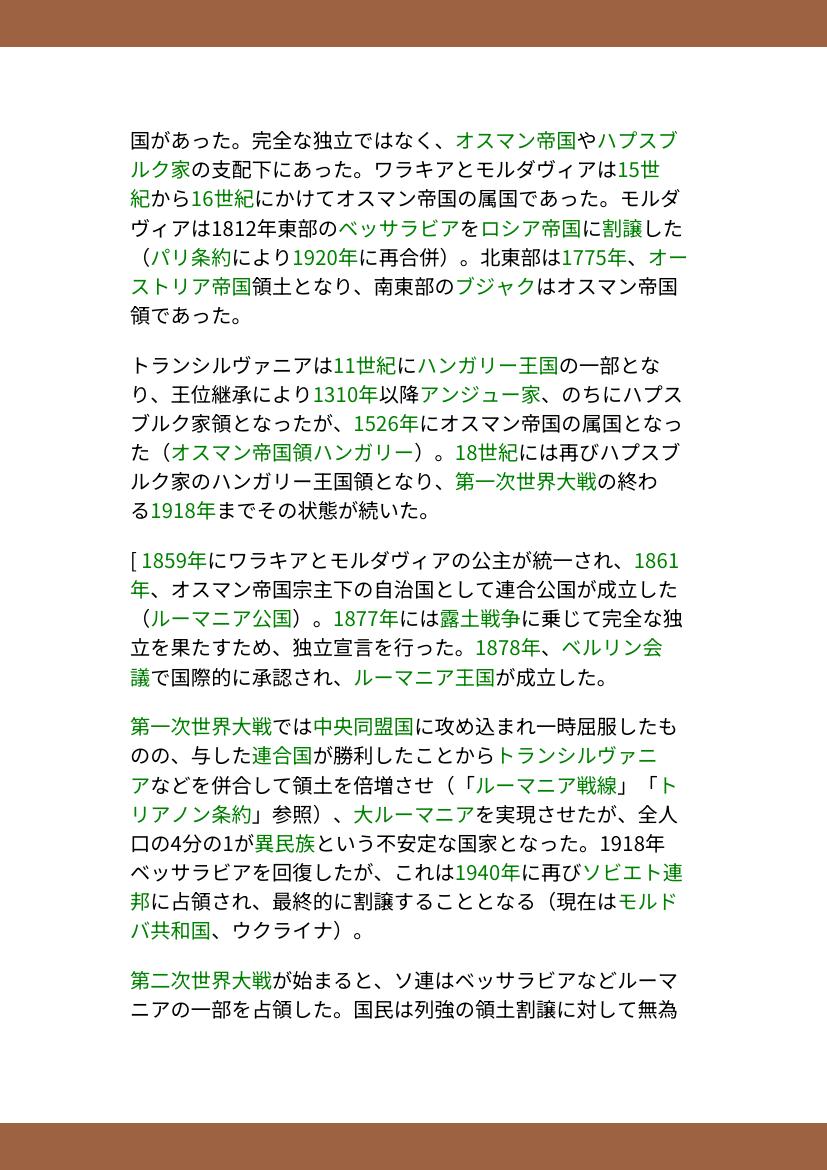 国があった。完全な独立ではなく、オスマン帝国やハプスブ
ルク家の支配下にあった。ワラキアとモルダヴィアは15世
紀から16世紀にかけてオスマン帝国の属国であった。モルダ
ヴィアは1812年東部のベッサラビアをロシア帝国に割譲した
（パリ条約により1920年に再合併）。北東部は1775年、オー
ストリア帝国領土となり、南東部のブジャクはオスマン帝国
領であった。
トランシルヴァニアは11世紀にハンガリー王国の一部とな
り、王位継承により1310年以降アンジュー家、のちにハプス
ブルク家領となったが、1526年にオスマン帝国の属国となっ
た（オスマン帝国領ハンガリー）。18世紀には再びハプスブ
ルク家のハンガリー王国領となり、第一次世界大戦の終わ
る1918年までその状態が続いた。
[ 1859年にワラキアとモルダヴィアの公主が統一され、1861
年、オスマン帝国宗主下の自治国として連合公国が成立した
（ルーマニア公国）。1877年には露土戦争に乗じて完全な独
立を果たすため、独立宣言を行った。1878年、ベルリン会
議で国際的に承認され、ルーマニア王国が成立した。
第一次世界大戦では中央同盟国に攻め込まれ一時屈服したも
のの、与した連合国が勝利したことからトランシルヴァニ
アなどを併合して領土を倍増させ（「ルーマニア戦線」「ト
リアノン条約」参照）、大ルーマニアを実現させたが、全人
口の4分の1が異民族という不安定な国家となった。1918年
ベッサラビアを回復したが、これは1940年に再びソビエト連
邦に占領され、最終的に割譲することとなる（現在はモルド
バ共和国、ウクライナ）。
第二次世界大戦が始まると、ソ連はベッサラビアなどルーマ
ニアの一部を占領した。国民は列強の領土割譲に対して無為